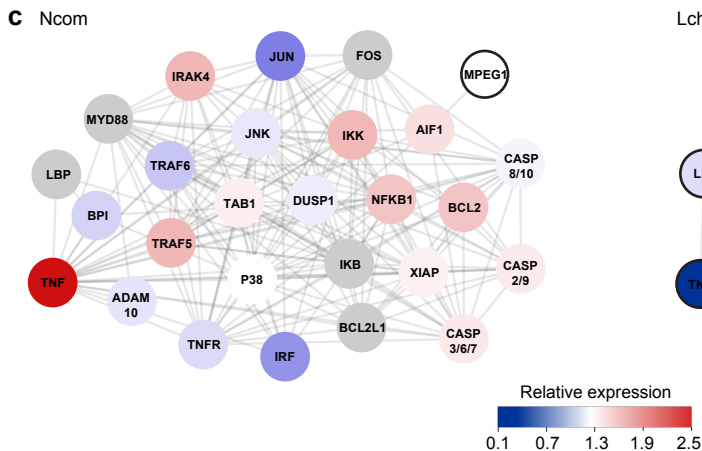 c Ncom
Lch
JUN
FOS
IRAK4
MPEG1
MYD88
JNK
IKK
AIF1
TRAF6
CASP
8/10
LBP
TAB1
DUSP1
NFKB1
BCL2
BPI
TRAF5
TNF
ADAM
10
P38
IKB
XIAP
CASP
2/9
TNFR
IRF
BCL2L1
CASP
3/6/7
Relative expression
0.1 0.7 1.3 1.9 2.5